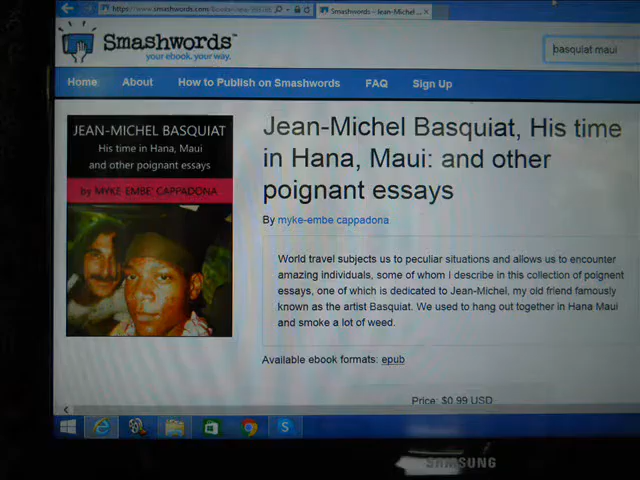 Smashwords - Jean-Michel ...
Smashwords™
your ebook. your way.
basquiat maui
Home About How to Publish on Smashwords FAQ Sign Up
JEAN-MICHEL BASQUIAT
His time in Hana, Maui
and other poignant essays
by MYKE EMBE' CAPPADONA
Jean-Michel Basquiat, His time
in Hana, Maui: and other
poignant essays
By myke-embe cappadona
World travel subjects us to peculiar situations and allows us to encounter
amazing individuals, some of whom I describe in this collection of poignant
essays, one of which is dedicated to Jean-Michel, my old friend famously
known as the artist Basquiat. We used to hang out together in Hana Maui
and smoke a lot of weed.
Available ebook formats: epub
Price: $0.99 USD
SAMSUNG